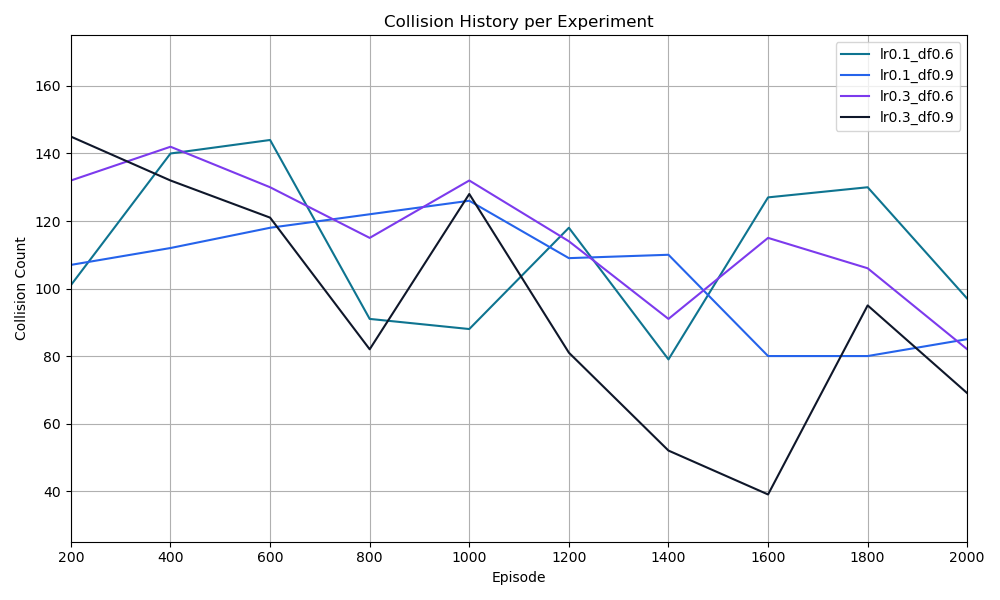 Collision History per Experiment
lr0.1_df0.6
lr0.1_df0.9
lr0.3_df0.6
lr0.3_df0.9
Collision Count
160
140
120
100
80
60
40
200 400 600 800 1000 1200 1400 1600 1800 2000
Episode